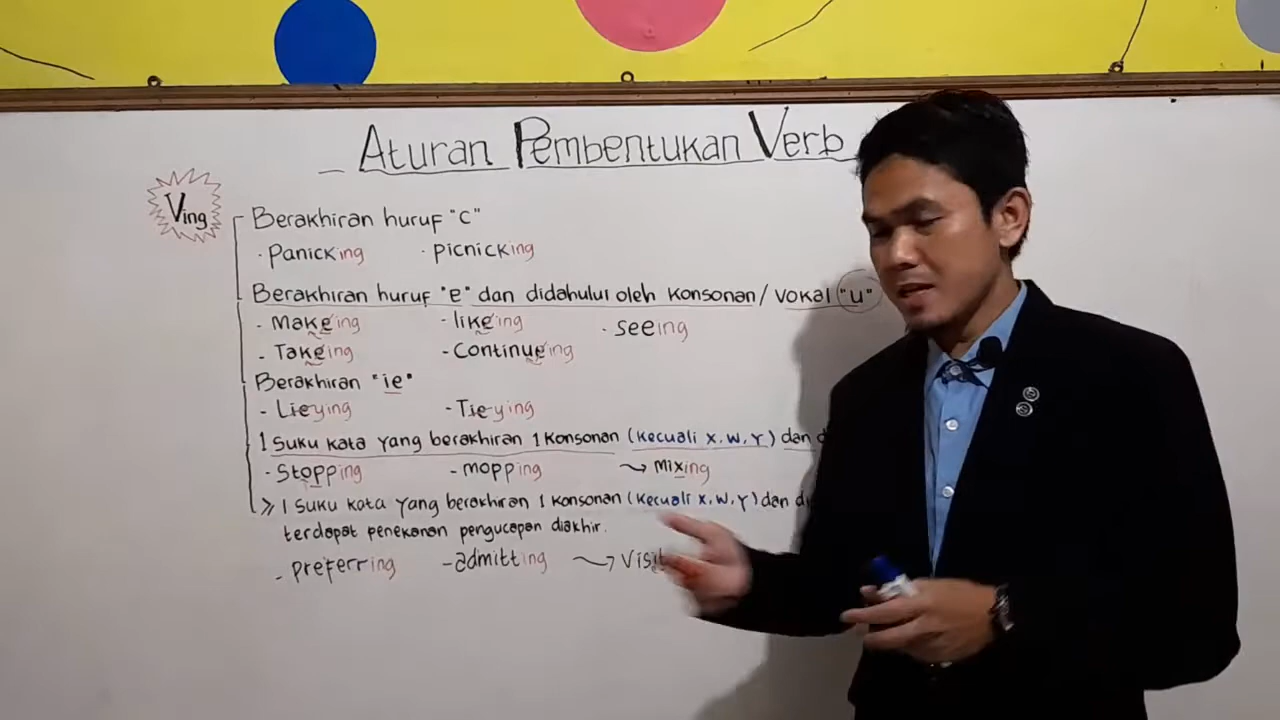 Aturan Pembentukan Verb
Ving
Berakhiran huruf "C"
· Panicking · picnicking
Berakhiran huruf "e" dan didahului oleh konsonan / vokal "u"
- Makeing - likeing · seeing
- Takeing - Continueing
Berakhiran "ie"
- Lieying - Tieying
1 Suku kata yang berakhiran 1 konsonan (kecuali x, w, y) dan
- Stopping - mopping → mixing
≥ 1 Suku kata yang berakhiran 1 konsonan (kecuali x, w, y) dan
terdapat penekanan pengucapan diakhir.
- preferring - admitting → Visit